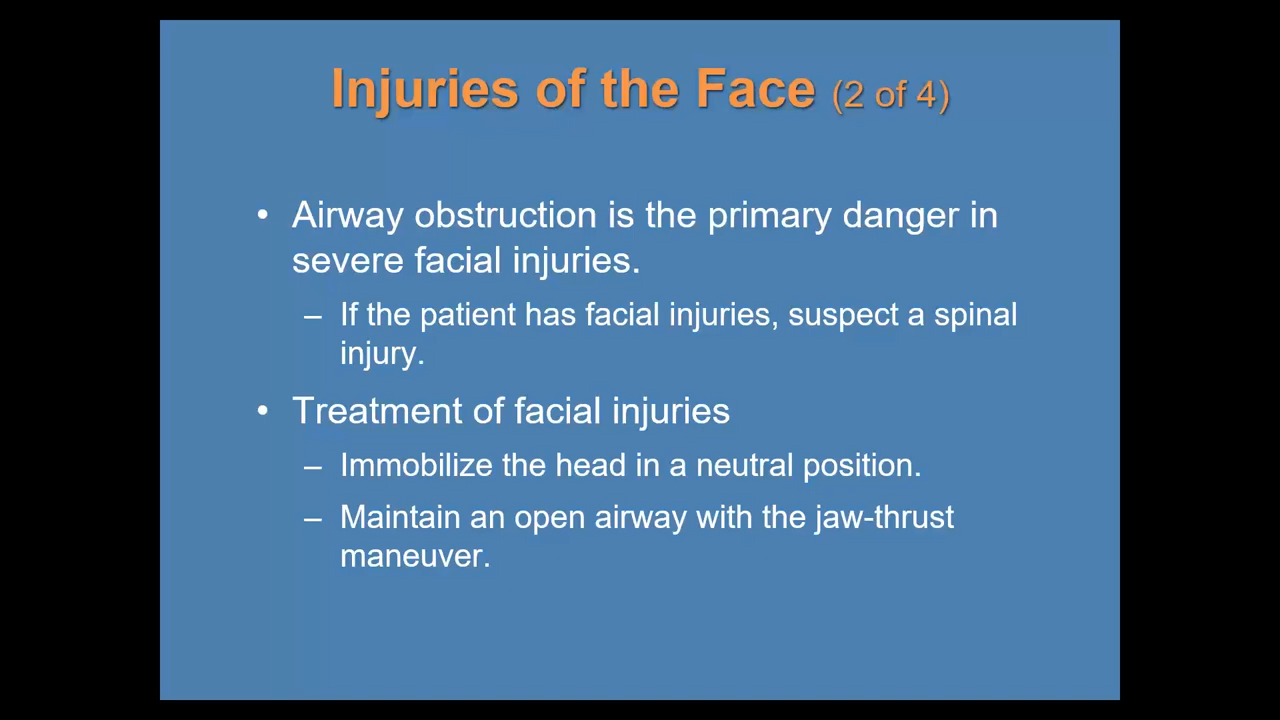 Injuries of the Face (2 of 4)
• Airway obstruction is the primary danger in
severe facial injuries.
– If the patient has facial injuries, suspect a spinal
injury.
• Treatment of facial injuries
– Immobilize the head in a neutral position.
– Maintain an open airway with the jaw-thrust
maneuver.